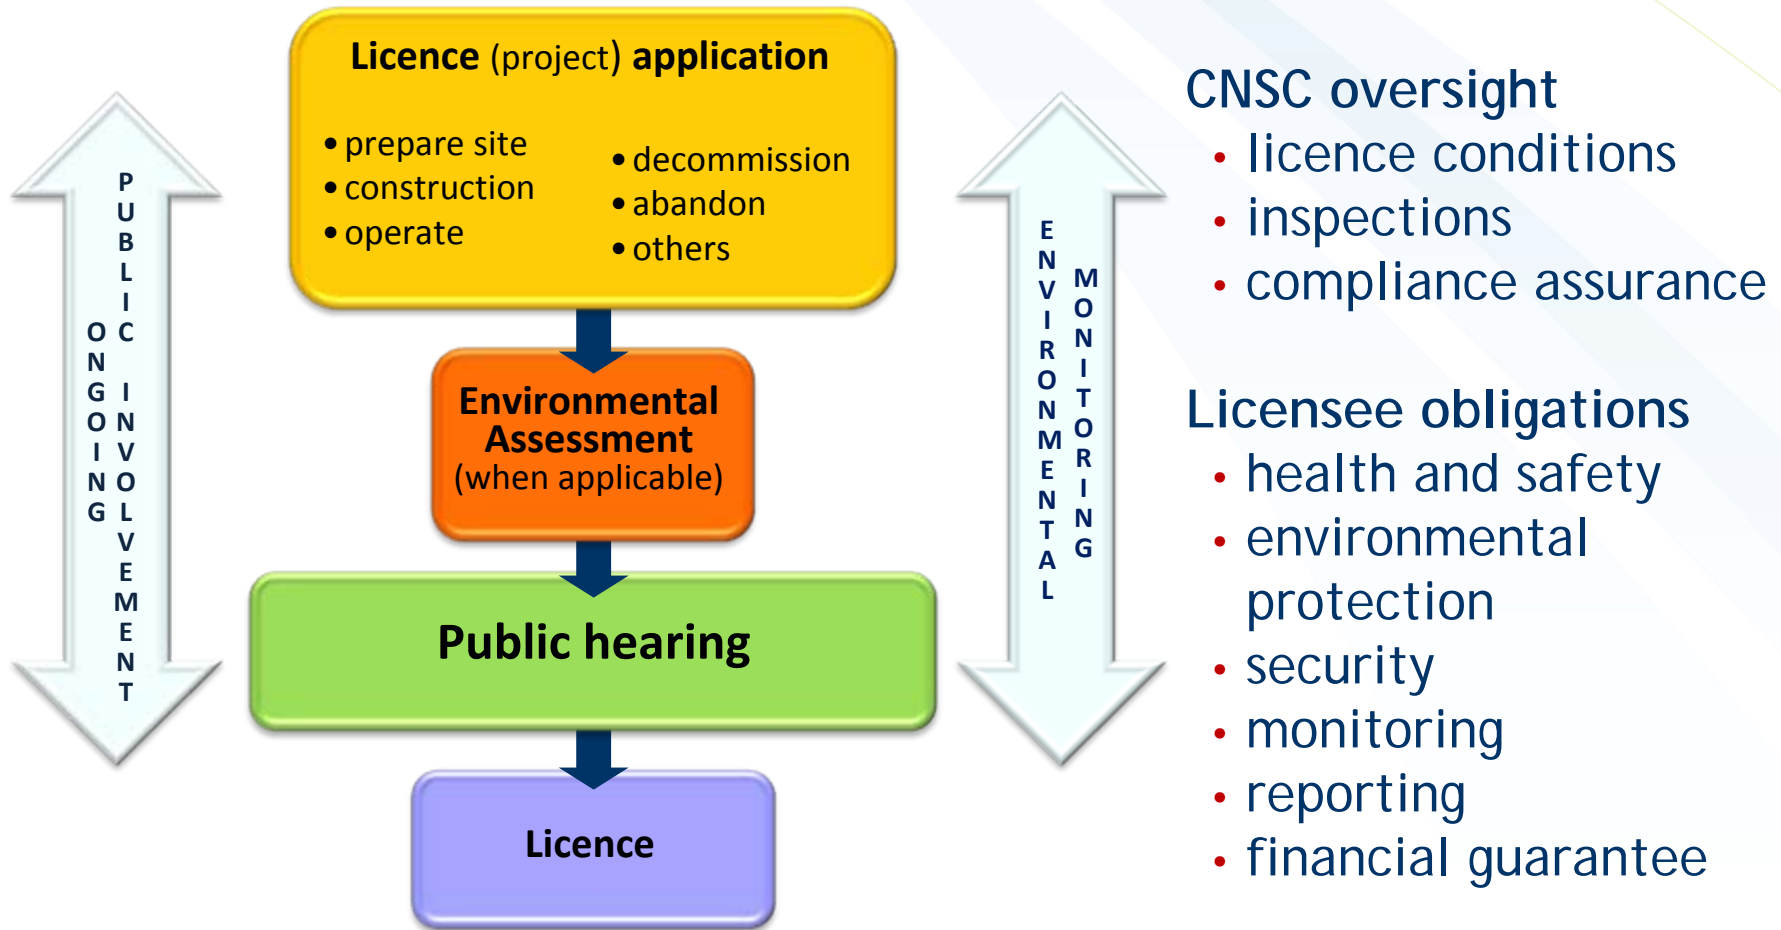 Licence (project) application
• prepare site
• construction
• operate
• decommission
• abandon
• others
ONGOING
PUBLIC INVOLVEMENT
Environmental
Assessment
(when applicable)
Public hearing
Licence
ENVIRONMENTAL
MONITORING
CNSC oversight
• licence conditions
• inspections
• compliance assurance
Licensee obligations
• health and safety
• environmental
protection
• security
• monitoring
• reporting
• financial guarantee